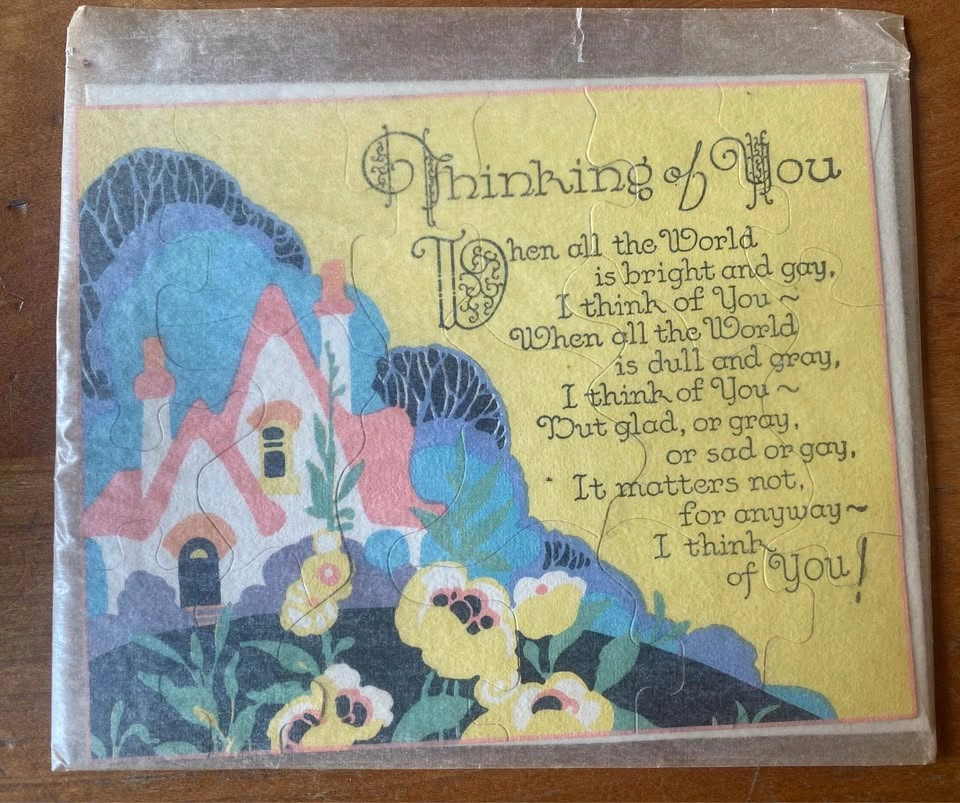 Thinking of You
When all the World
is bright and gay,
I think of You ~
When all the World
is dull and gray,
I think of You ~
But glad, or gray,
or sad or gay,
It matters not,
for anyway ~
I think
of You!